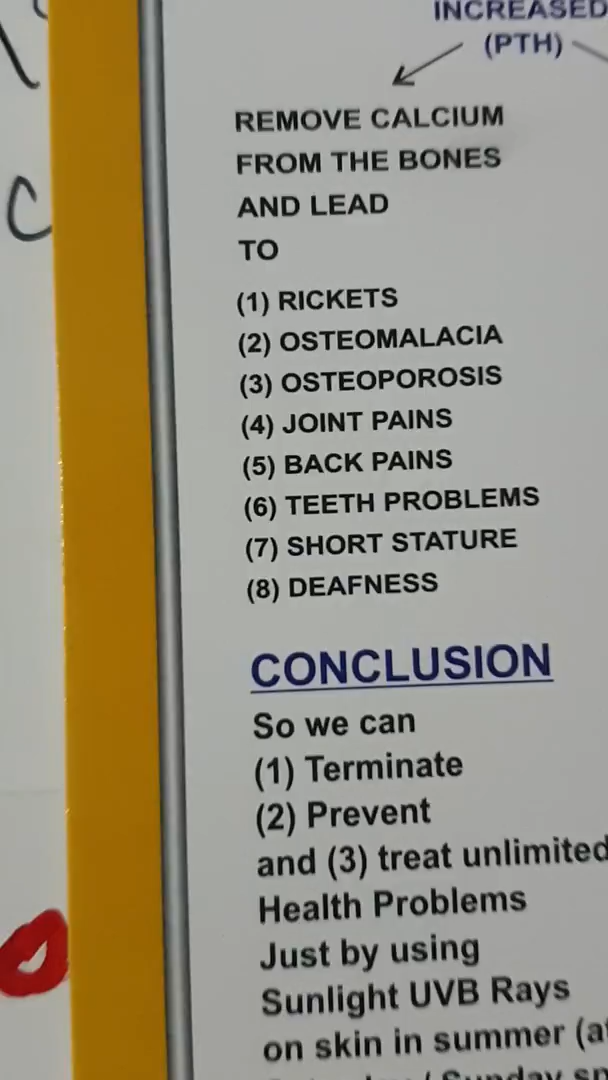 INCREASED
(PTH)
REMOVE CALCIUM
FROM THE BONES
AND LEAD
TO
(1) RICKETS
(2) OSTEOMALACIA
(3) OSTEOPOROSIS
(4) JOINT PAINS
(5) BACK PAINS
(6) TEETH PROBLEMS
(7) SHORT STATURE
(8) DEAFNESS
CONCLUSION
So we can
(1) Terminate
(2) Prevent
and (3) treat unlimited
Health Problems
Just by using
Sunlight UVB Rays
on skin in summer